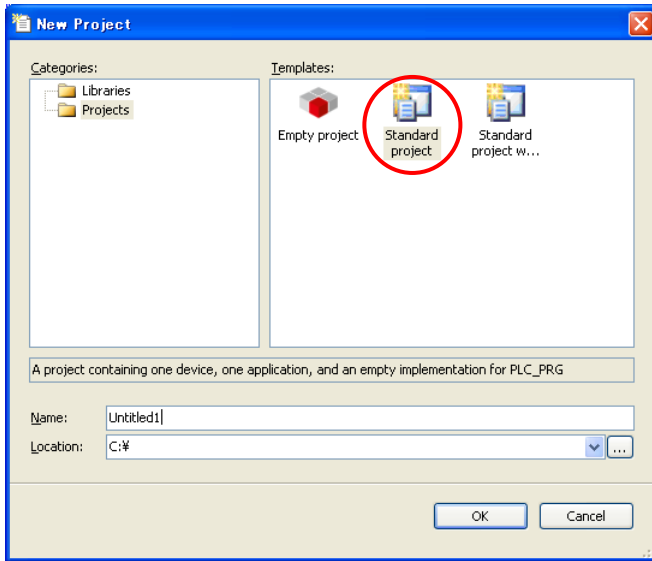 New Project
Categories:
Libraries
Projects
Templates:
Empty project
Standard
project
Standard
project w...
A project containing one device, one application, and an empty implementation for PLC_PRG
Name:
Untitled1
Location:
C:¥
...
OK
Cancel